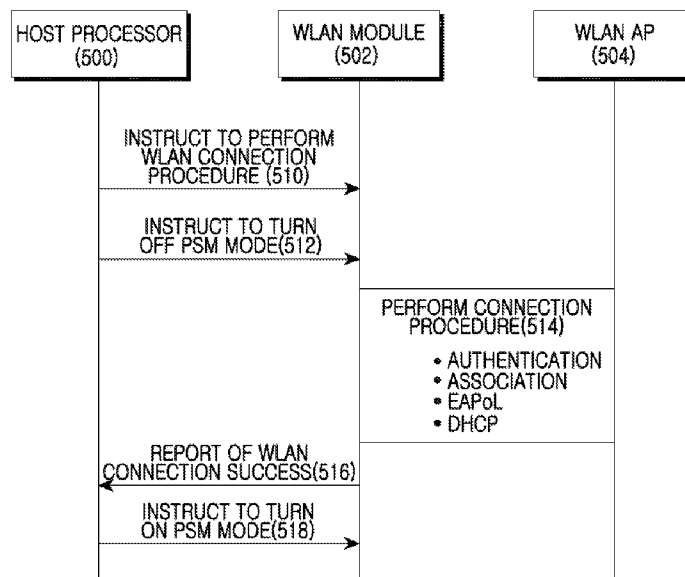 HOST PROCESSOR
(500)
WLAN MODULE
(502)
WLAN AP
(504)
INSTRUCT TO PERFORM
WLAN CONNECTION
PROCEDURE (510)
INSTRUCT TO TURN
OFF PSM MODE(512)
PERFORM CONNECTION
PROCEDURE(514)
• AUTHENTICATION
• ASSOCIATION
• EAPoL
• DHCP
REPORT OF WLAN
CONNECTION SUCCESS(516)
INSTRUCT TO TURN
ON PSM MODE(518)